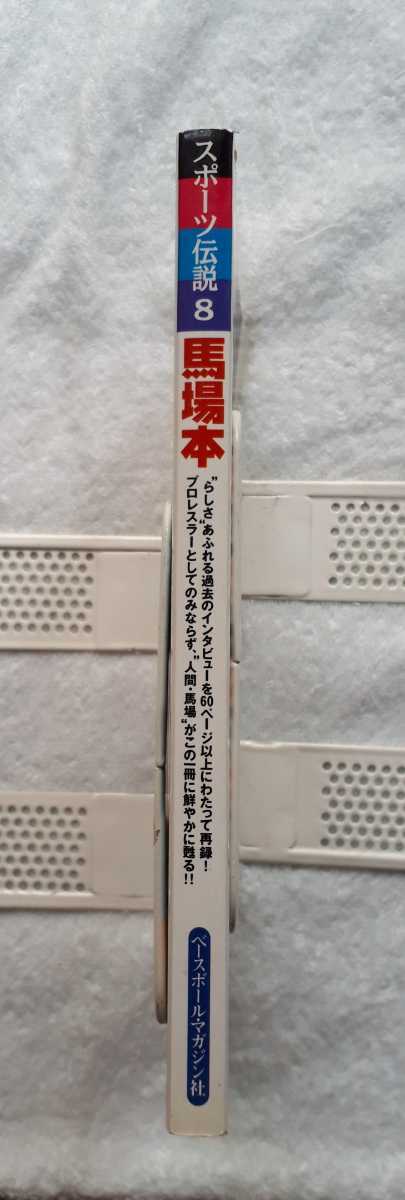 スポーツ伝説8
馬場本
”らしさ“あふれる過去のインタビューを60ページ以上にわたって再録！
プロレスラーとしてのみならず、”人間・馬場“がこの一冊に鮮やかに甦る!!
ベースボール・マガジン社